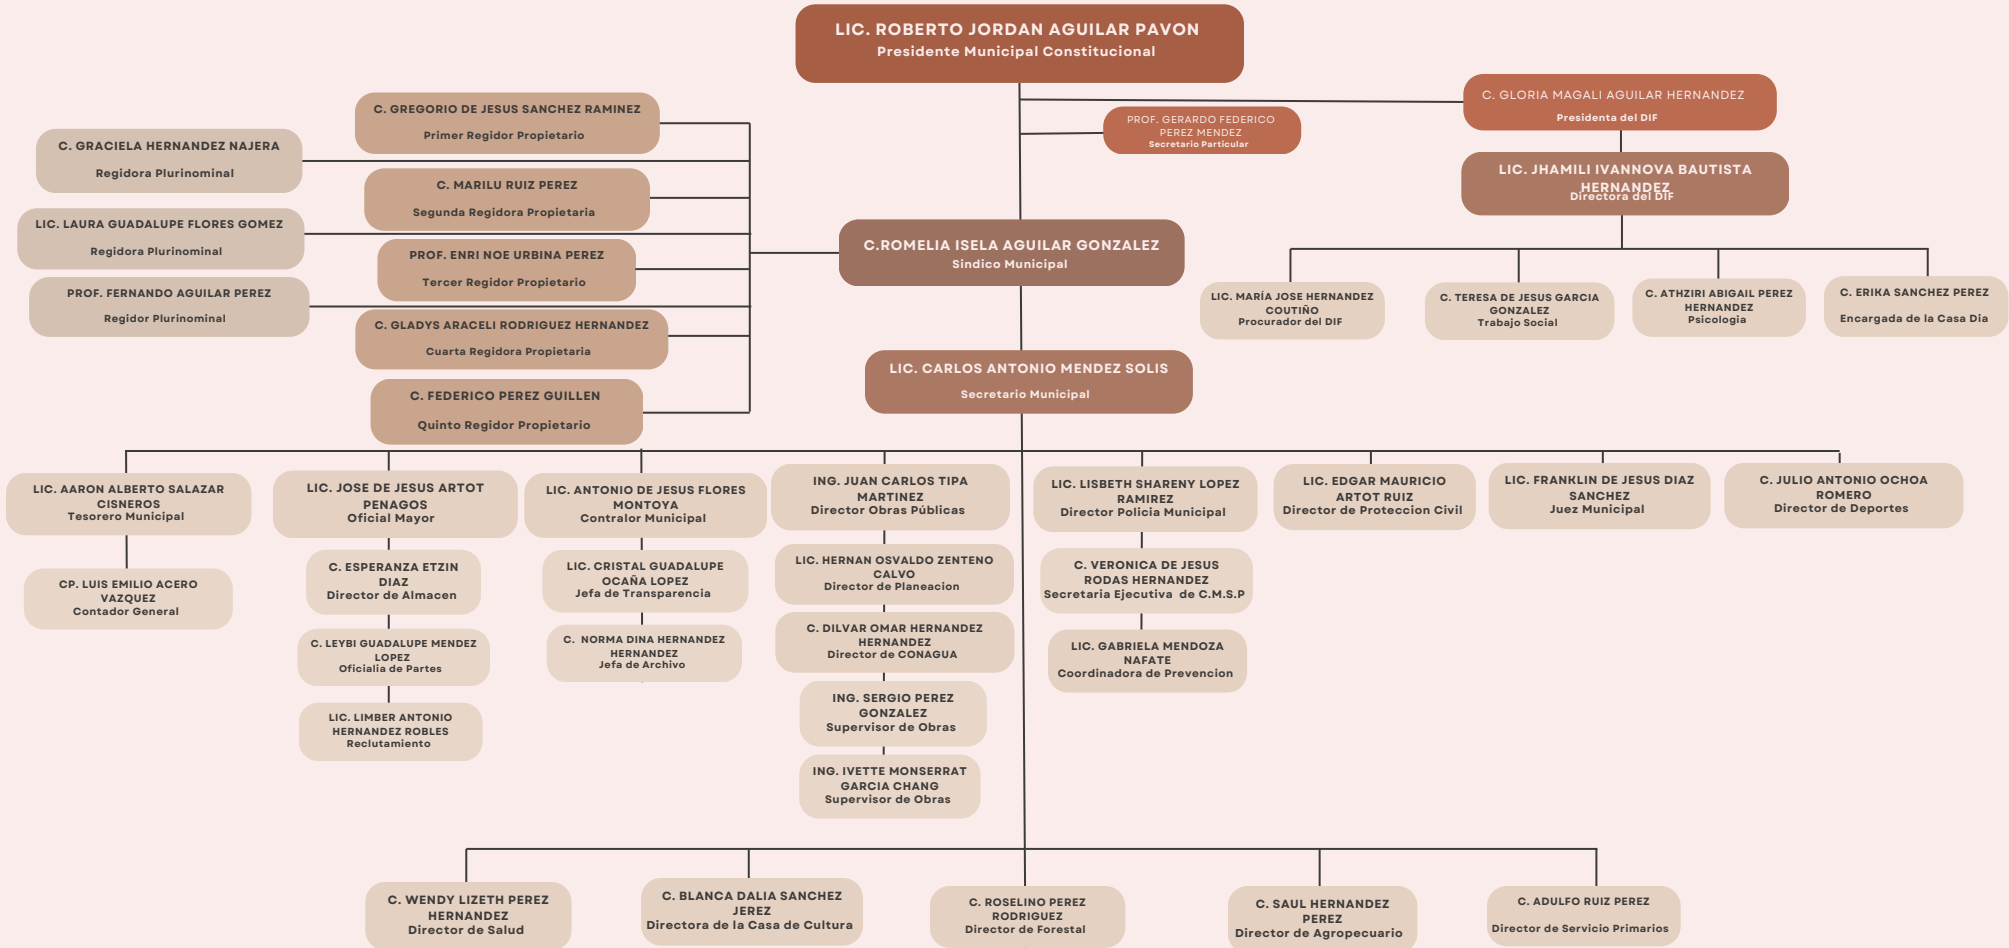 LIC. ROBERTO JORDAN AGUILAR PAVON
Presidente Municipal Constitucional
C. GLORIA MAGALI AGUILAR HERNANDEZ
Presidenta del DIF
PROF. GERARDO FEDERICO
PEREZ MENDEZ
Secretario Particular
LIC. JHAMILI IVANNOVA BAUTISTA
HERNANDEZ
Directora del DIF
C. GREGORIO DE JESUS SANCHEZ RAMINEZ
Primer Regidor Propietario
C. GRACIELA HERNANDEZ NAJERA
Regidora Plurinominal
C. MARILU RUIZ PEREZ
Segunda Regidora Propietaria
LIC. LAURA GUADALUPE FLORES GOMEZ
Regidora Plurinominal
PROF. ENRI NOE URBINA PEREZ
Tercer Regidor Propietario
PROF. FERNANDO AGUILAR PEREZ
Regidor Plurinominal
C. GLADYS ARACELI RODRIGUEZ HERNANDEZ
Cuarta Regidora Propietaria
C. FEDERICO PEREZ GUILLEN
Quinto Regidor Propietario
C.ROMELIA ISELA AGUILAR GONZALEZ
Sindico Municipal
LIC. MARÍA JOSE HERNANDEZ
COUTIÑO
Procurador del DIF
C. TERESA DE JESUS GARCIA
GONZALEZ
Trabajo Social
C. ATHZIRI ABIGAIL PEREZ
HERNANDEZ
Psicologia
C. ERIKA SANCHEZ PEREZ
Encargada de la Casa Dia
LIC. CARLOS ANTONIO MENDEZ SOLIS
Secretario Municipal
LIC. AARON ALBERTO SALAZAR
CISNEROS
Tesorero Municipal
CP. LUIS EMILIO ACERO
VAZQUEZ
Contador General
LIC. JOSE DE JESUS ARTOT
PENAGOS
Oficial Mayor
C. ESPERANZA ETZIN
DIAZ
Director de Almacen
C. LEYBI GUADALUPE MENDEZ
LOPEZ
Oficialia de Partes
LIC. LIMBER ANTONIO
HERNANDEZ ROBLES
Reclutamiento
LIC. ANTONIO DE JESUS FLORES
MONTOYA
Contralor Municipal
LIC. CRISTAL GUADALUPE
OCAÑA LOPEZ
Jefa de Transparencia
C. NORMA DINA HERNANDEZ
HERNANDEZ
Jefa de Archivo
ING. JUAN CARLOS TIPA
MARTINEZ
Director Obras Públicas
LIC. HERNAN OSVALDO ZENTENO
CALVO
Director de Planeacion
C. DILVAR OMAR HERNANDEZ
HERNANDEZ
Director de CONAGUA
ING. SERGIO PEREZ
GONZALEZ
Supervisor de Obras
ING. IVETTE MONSERRAT
GARCIA CHANG
Supervisor de Obras
LIC. LISBETH SHARENY LOPEZ
RAMIREZ
Director Policia Municipal
C. VERONICA DE JESUS
RODAS HERNANDEZ
Secretaria Ejecutiva de C.M.S.P
LIC. GABRIELA MENDOZA
NAFATE
Coordinadora de Prevencion
LIC. EDGAR MAURICIO
ARTOT RUIZ
Director de Proteccion Civil
LIC. FRANKLIN DE JESUS DIAZ
SANCHEZ
Juez Municipal
C. JULIO ANTONIO OCHOA
ROMERO
Director de Deportes
C. WENDY LIZETH PEREZ
HERNANDEZ
Director de Salud
C. BLANCA DALIA SANCHEZ
JEREZ
Directora de la Casa de Cultura
C. ROSELINO PEREZ
RODRIGUEZ
Director de Forestal
C. SAUL HERNANDEZ
PEREZ
Director de Agropecuario
C. ADULFO RUIZ PEREZ
Director de Servicio Primarios